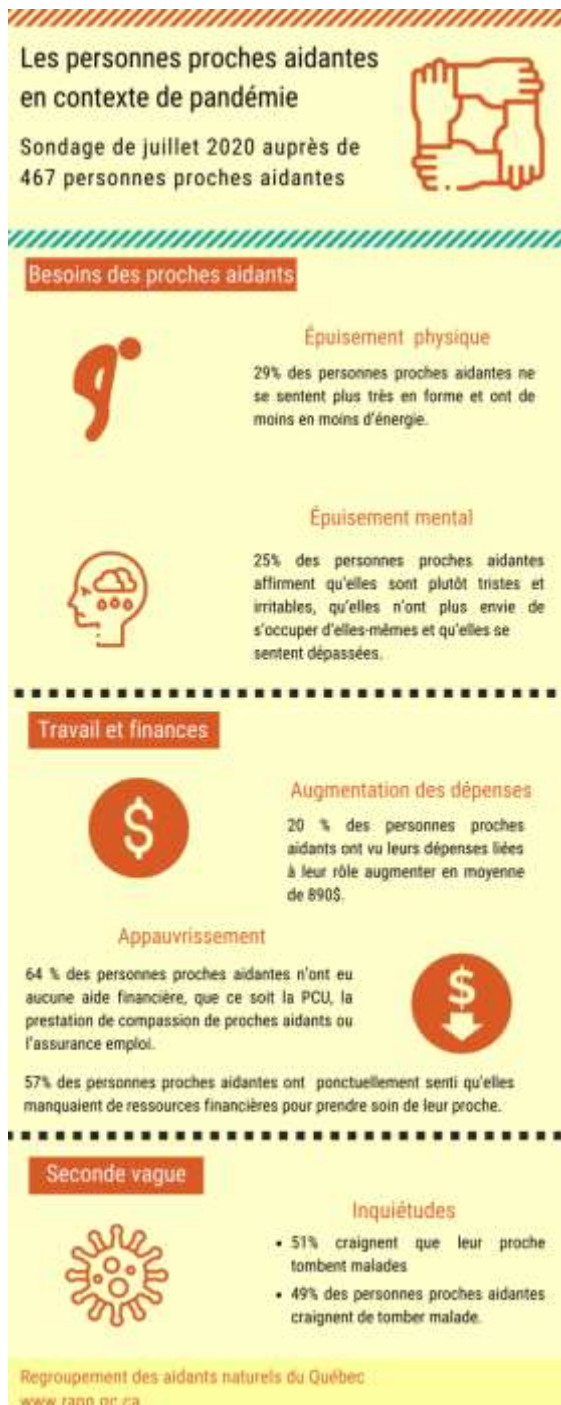 Les personnes proches aidantes
en contexte de pandémie
Sondage de juillet 2020 auprès de
467 personnes proches aidantes
Besoins des proches aidants
Épuisement physique
29% des personnes proches aidantes ne
se sentent plus très en forme et ont de
moins en moins d'énergie.
Épuisement mental
25% des personnes proches aidantes
affirment qu'elles sont plutôt tristes et
irritables, qu'elles n'ont plus envie de
s'occuper d'elles-mêmes et qu'elles se
sentent dépassées.
Travail et finances
$
Augmentation des dépenses
20 % des personnes proches
aidants ont vu leurs dépenses liées
à leur rôle augmenter en moyenne
de 890$.
Appauvrissement
64 % des personnes proches aidantes n'ont eu
aucune aide financière, que ce soit la PCU, la
prestation de compassion de proches aidants ou
l'assurance emploi.
$
57% des personnes proches aidantes ont ponctuellement senti qu'elles
manquaient de ressources financières pour prendre soin de leur proche.
Seconde vague
Inquiétudes
• 51% craignent que leur proche
tombent malades
• 49% des personnes proches aidantes
craignent de tomber malade.
Regroupement des aidants naturels du Québec
www.ranq.qc.ca